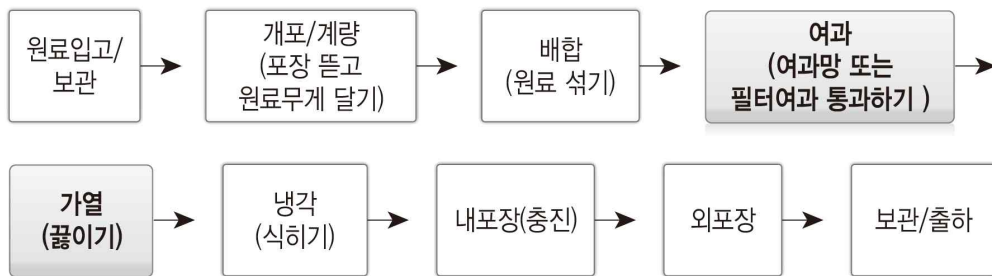 원료입고/
보관
개포/계량
(포장 뜯고
원료무게 달기)
배합
(원료 섞기)
여과
(여과망 또는
필터여과 통과하기 )
가열
(끓이기)
냉각
(식히기)
내포장(충진)
외포장
보관/출하